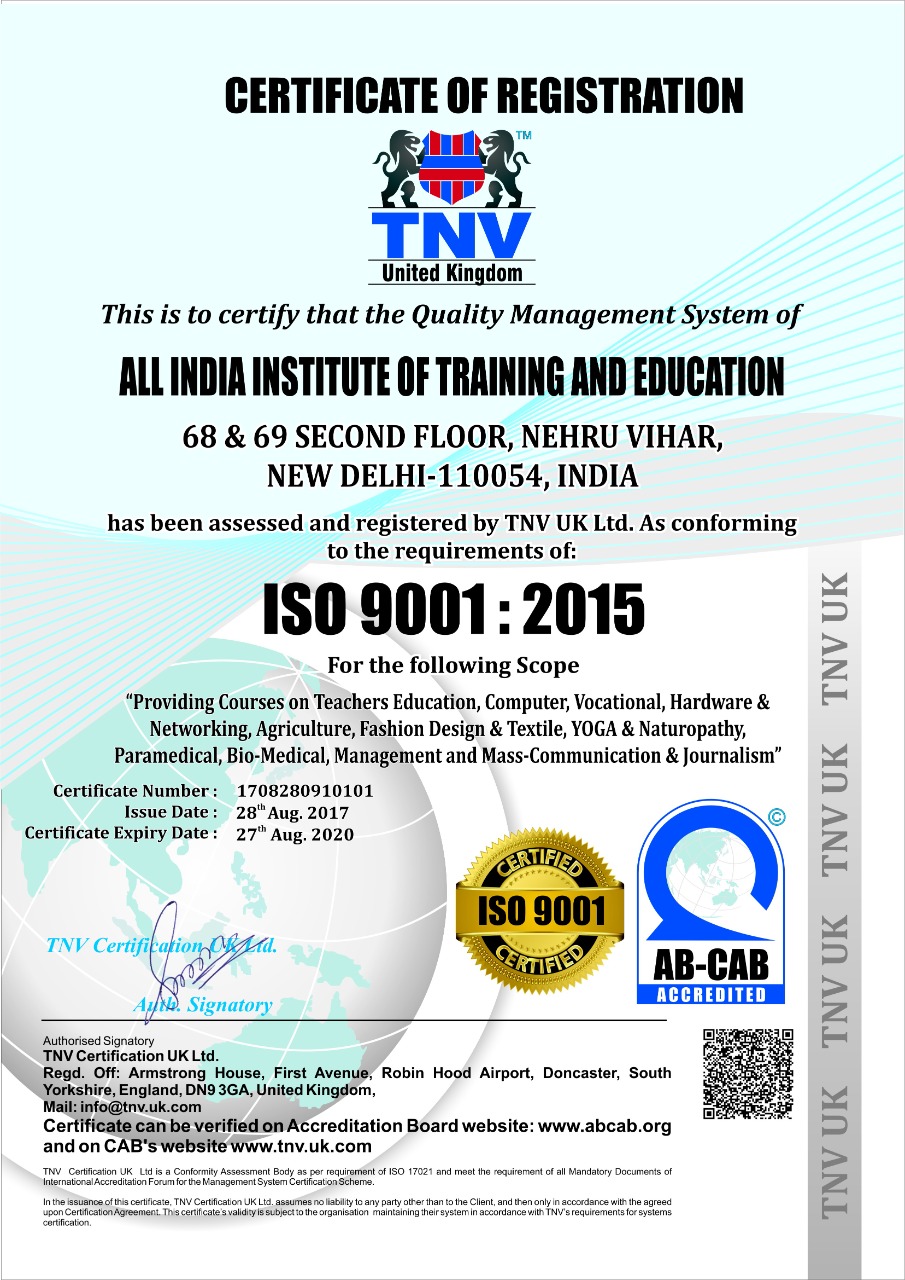 CERTIFICATE OF REGISTRATION
TM
TNV
United Kingdom
This is to certify that the Quality Management System of
ALL INDIA INSTITUTE OF TRAINING AND EDUCATION
68 & 69 SECOND FLOOR, NEHRU VIHAR,
NEW DELHI-110054, INDIA
has been assessed and registered by TNV UK Ltd. As conforming
to the requirements of:
ISO 9001 : 2015
For the following Scope
“Providing Courses on Teachers Education, Computer, Vocational, Hardware &
Networking, Agriculture, Fashion Design & Textile, YOGA & Naturopathy,
Paramedical, Bio-Medical, Management and Mass-Communication & Journalism”
Certificate Number : 1708280910101
Issue Date : 28th Aug. 2017
Certificate Expiry Date : 27th Aug. 2020
CERTIFIED
ISO 9001
CERTIFIED
©
AB-CAB
ACCREDITED
TNV Certification UK Ltd.
Auth. Signatory
Authorised Signatory
TNV Certification UK Ltd.
Regd. Off: Armstrong House, First Avenue, Robin Hood Airport, Doncaster, South
Yorkshire, England, DN9 3GA, United Kingdom,
Mail: info@tnv.uk.com
Certificate can be verified on Accreditation Board website: www.abcab.org
and on CAB's website www.tnv.uk.com
TNV Certification UK Ltd is a Conformity Assessment Body as per requirement of ISO 17021 and meet the requirement of all Mandatory Documents of
International Accreditation Forum for the Management System Certification Scheme.
In the issuance of this certificate, TNV Certification UK Ltd. assumes no liability to any party other than to the Client, and then only in accordance with the agreed
upon Certification Agreement. This certificate's validity is subject to the organisation maintaining their system in accordance with TNV's requirements for systems
certification.
TNV UK TNV UK TNV UK TNV UK